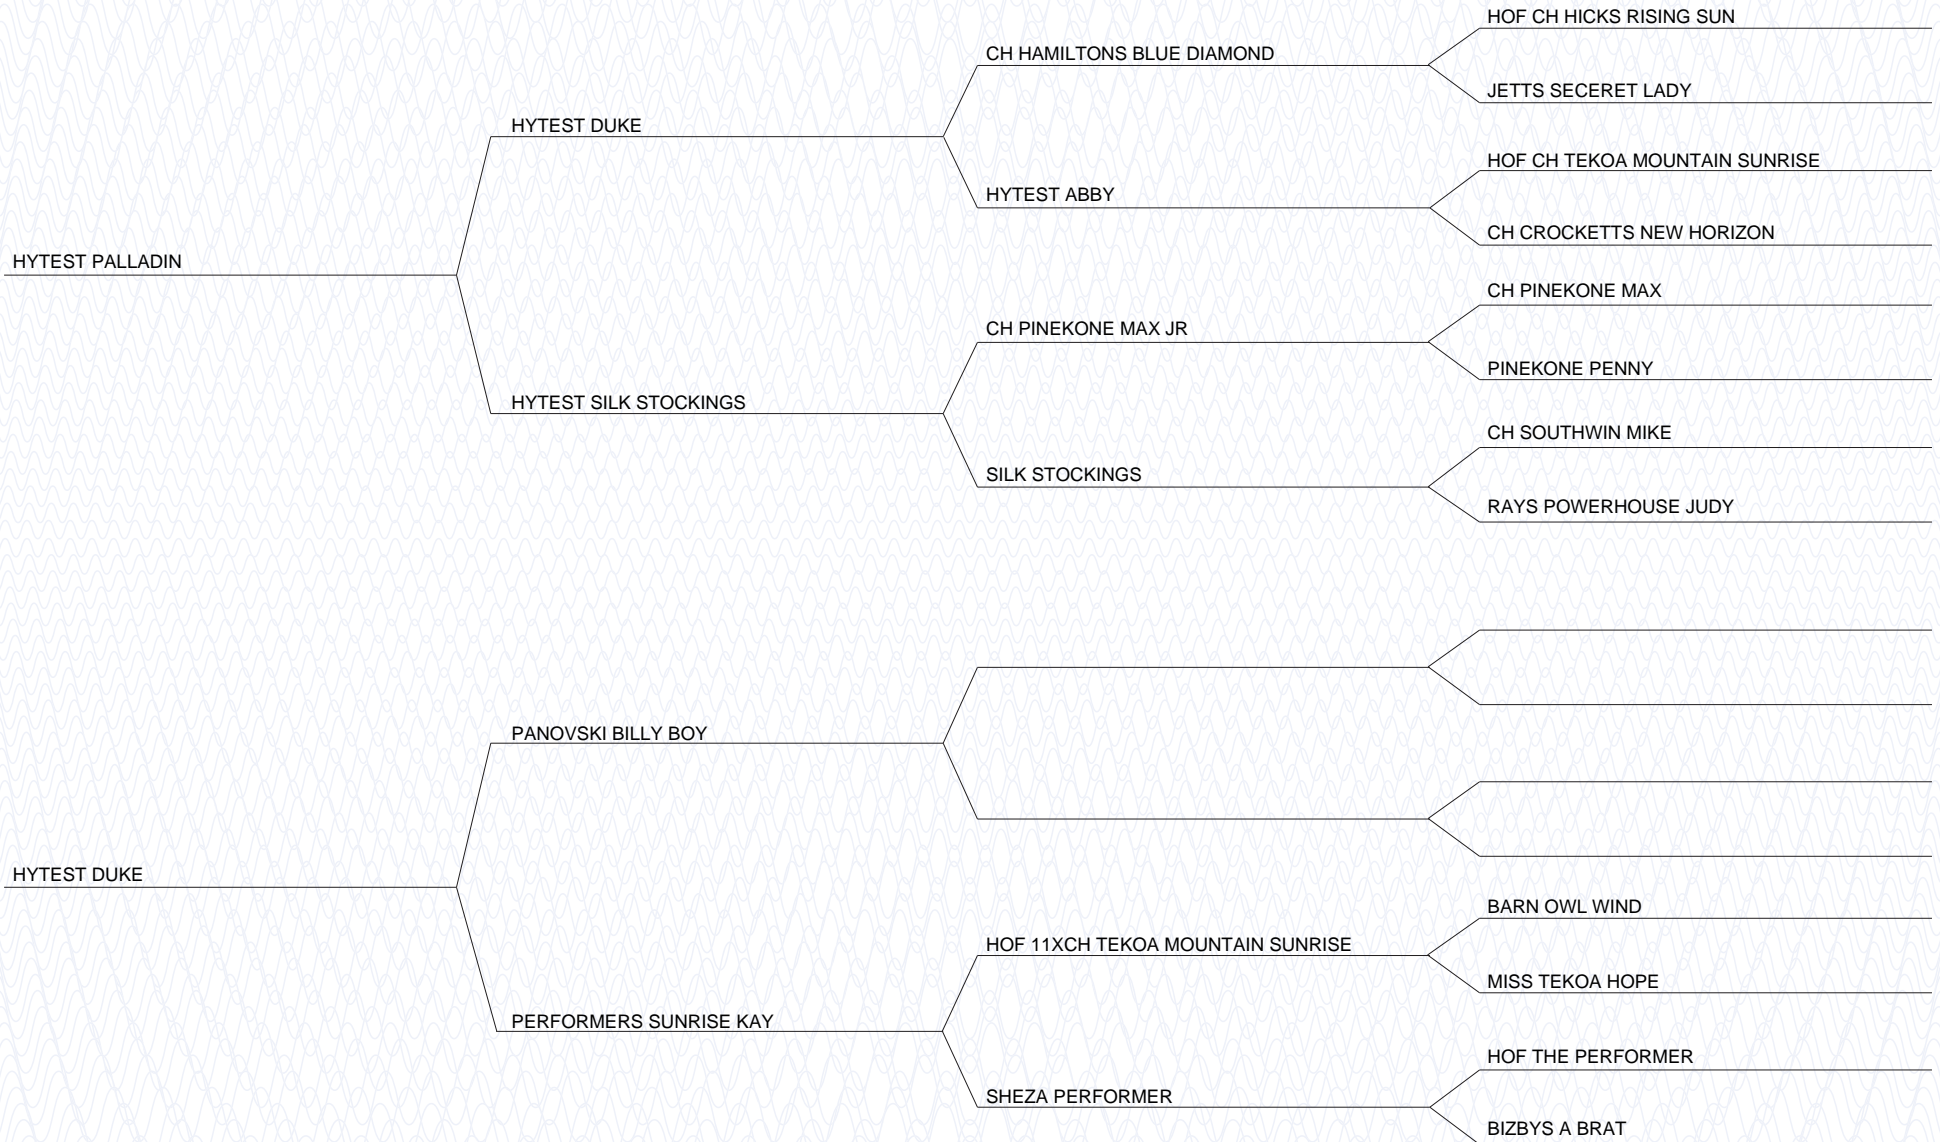 HOF CH HICKS RISING SUN
CH HAMILTONS BLUE DIAMOND
JETTS SECERET LADY
HYTEST DUKE
HOF CH TEKOA MOUNTAIN SUNRISE
HYTEST ABBY
CH CROCKETTS NEW HORIZON
HYTEST PALLADIN
CH PINEKONE MAX
CH PINEKONE MAX JR
PINEKONE PENNY
HYTEST SILK STOCKINGS
CH SOUTHWIN MIKE
SILK STOCKINGS
RAYS POWERHOUSE JUDY
PANOVSKI BILLY BOY
HYTEST DUKE
BARN OWL WIND
HOF 11XCH TEKOA MOUNTAIN SUNRISE
MISS TEKOA HOPE
PERFORMERS SUNRISE KAY
HOF THE PERFORMER
SHEZA PERFORMER
BIZBYS A BRAT